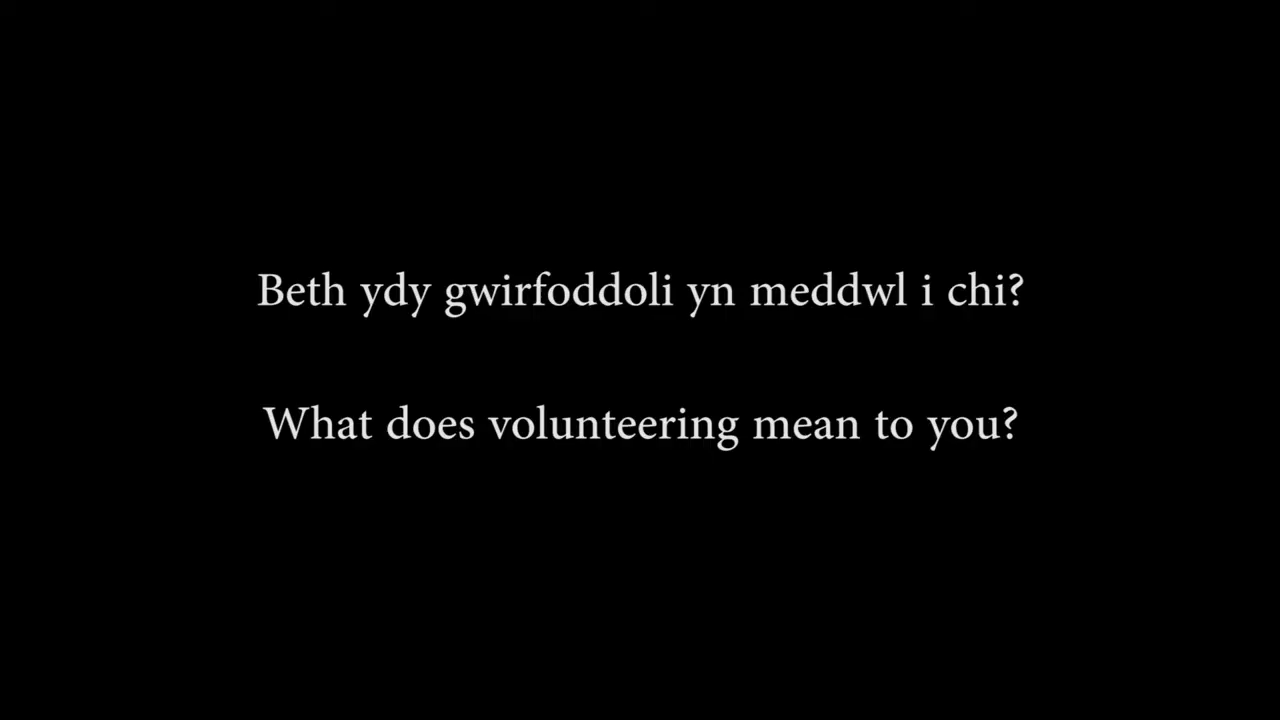 Beth ydy gwirfoddoli yn meddwl i chi?
What does volunteering mean to you?